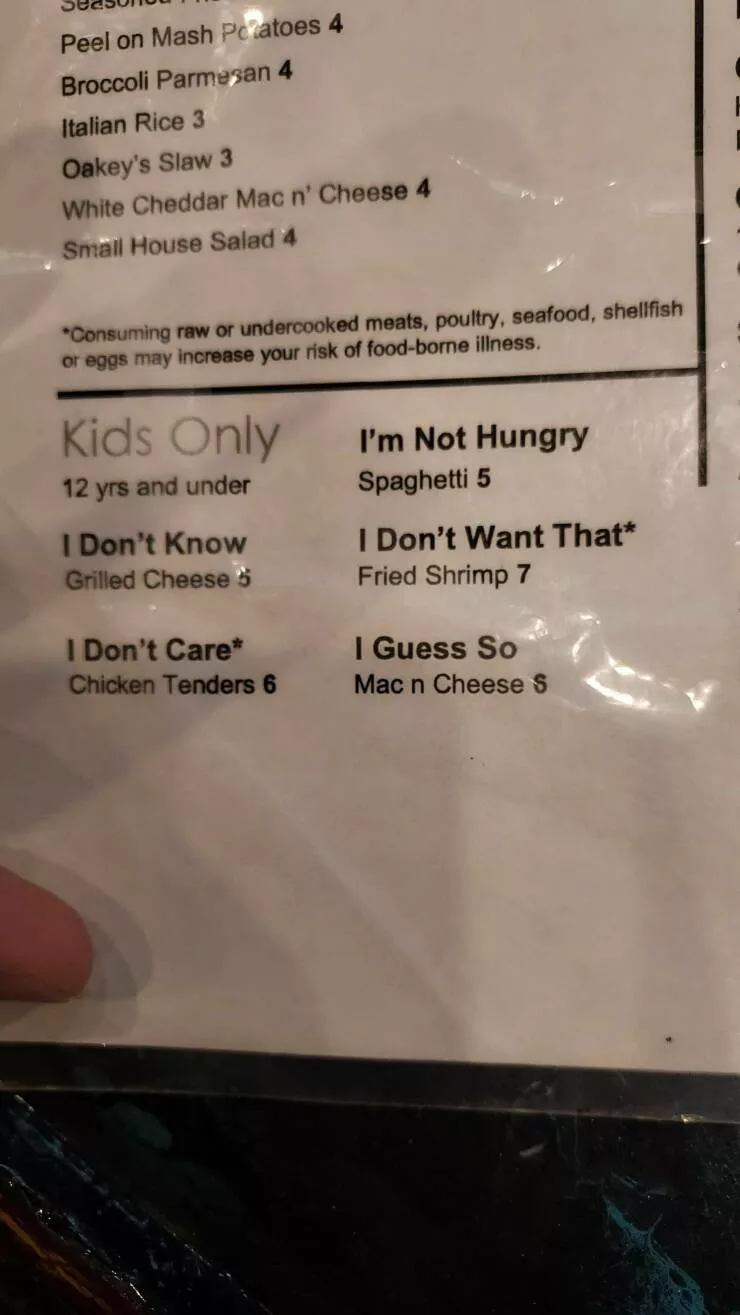 Seasoned
Peel on Mash Potatoes 4
Broccoli Parmesan 4
Italian Rice 3
Oakey's Slaw 3
White Cheddar Mac n' Cheese 4
Small House Salad 4
*Consuming raw or undercooked meats, poultry, seafood, shellfish
or eggs may increase your risk of food-borne illness.
Kids Only
12 yrs and under
I Don't Know
Grilled Cheese 5
I Don't Care*
Chicken Tenders 6
I'm Not Hungry
Spaghetti 5
I Don't Want That*
Fried Shrimp 7
I Guess So
Mac n Cheese